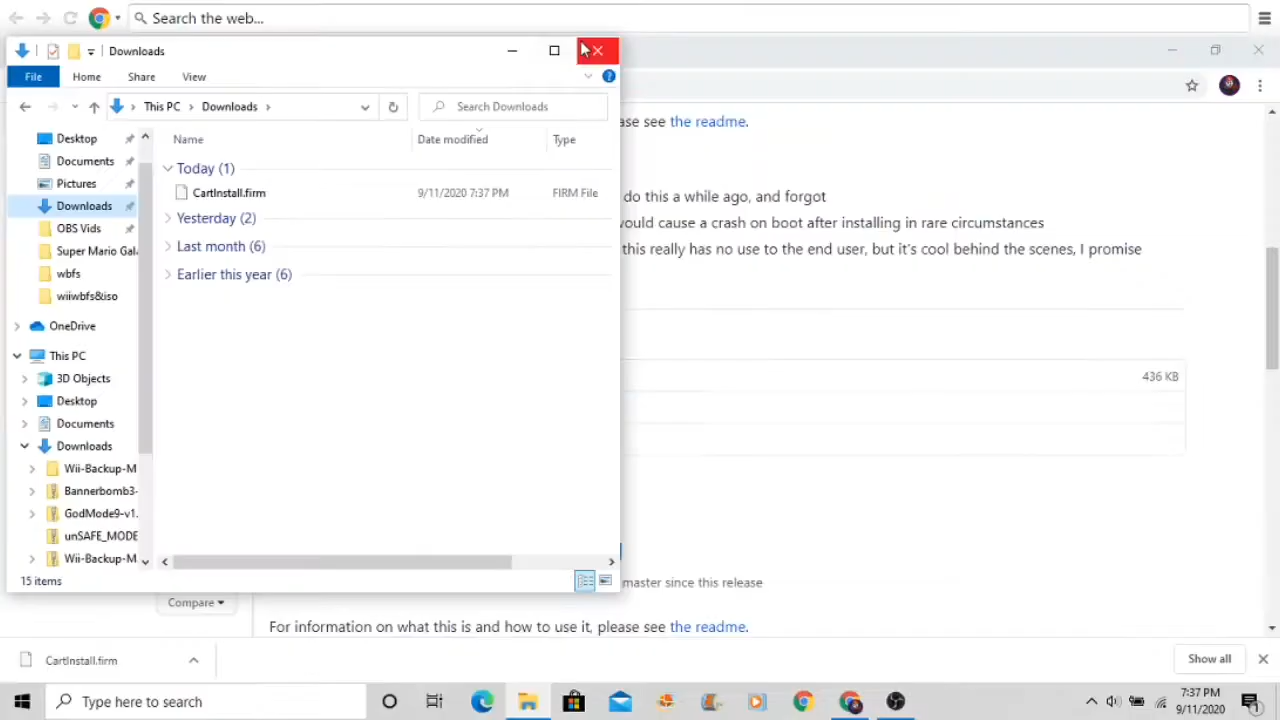 Search the web...
Downloads
File Home Share View
This PC Downloads
Search Downloads
Desktop
Documents
Pictures
Downloads
OBS Vids
Super Mario Gal
wbfs
wiiwbfs&iso
OneDrive
This PC
3D Objects
Desktop
Documents
Downloads
Wii-Backup-M
Bannerbomb3-
GodMode9-v1.
unSAFE_MODE
Wii-Backup-M
Name Date modified Type
Today (1)
CartInstall.firm 9/11/2020 7:37 PM FIRM File
Yesterday (2)
Last month (6)
Earlier this year (6)
15 items
ase see the readme.
do this a while ago, and forgot
ould cause a crash on boot after installing in rare circumstances
this really has no use to the end user, but it's cool behind the scenes, I promise
436 KB
master since this release
Compare
For information on what this is and how to use it, please see the readme.
CartInstall.firm
Show all
Type here to search
7:37 PM
9/11/2020
1